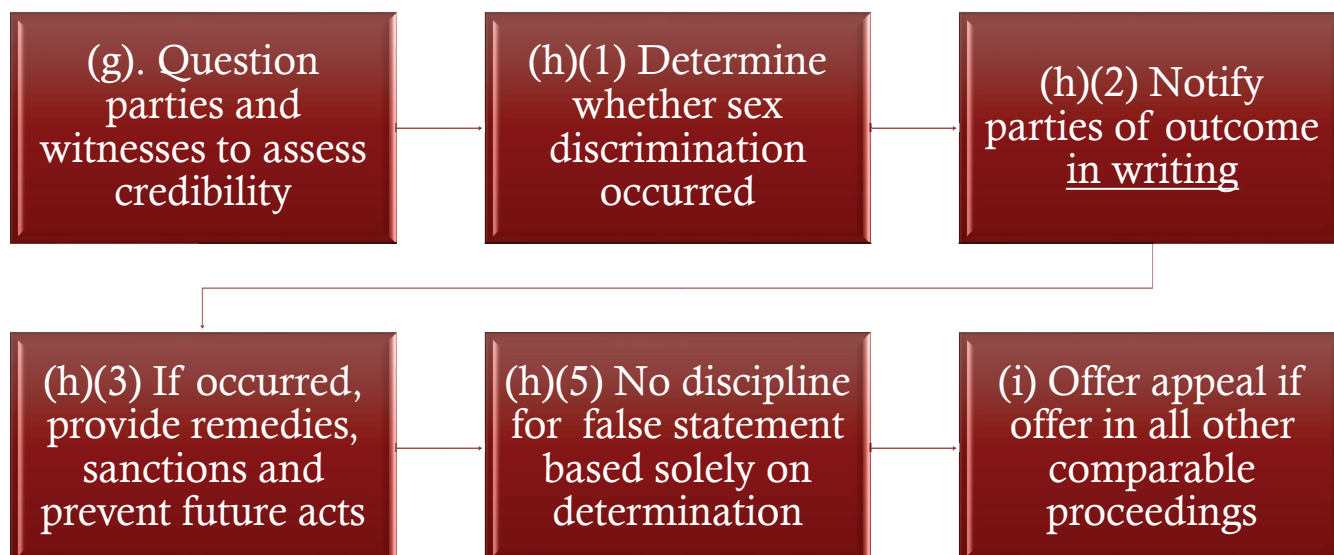 (g). Question
parties and
witnesses to assess
credibility
(h)(1) Determine
whether sex
discrimination
occurred
(h)(2) Notify
parties of outcome
in writing
(h)(3) If occurred,
provide remedies,
sanctions and
prevent future acts
(h)(5) No discipline
for  false statement
based solely on
determination
(i) Offer appeal if
offer in all other
comparable
proceedings